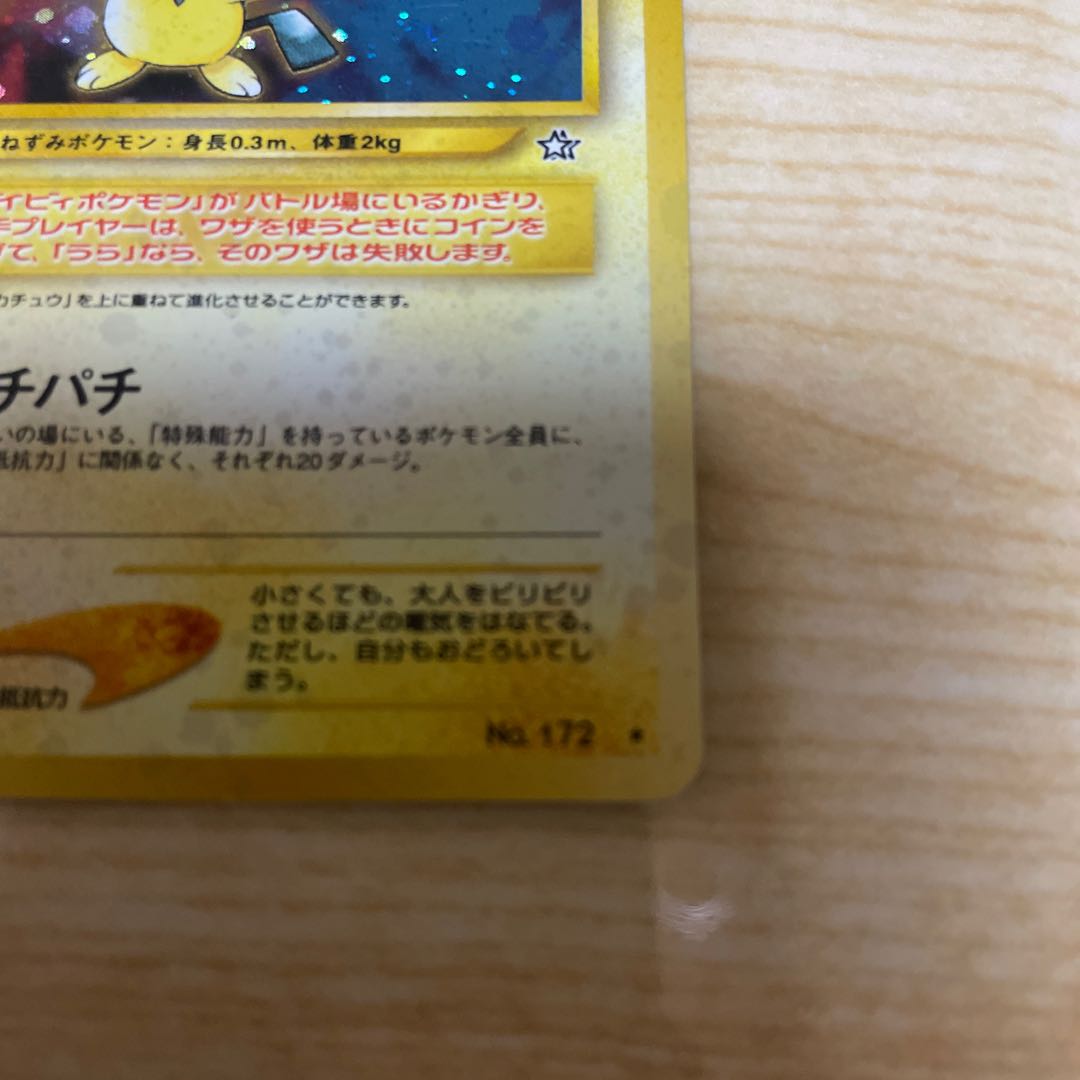 ねずみポケモン：身長0.3m、体重2kg
イビィポケモン」がバトル場にいるかぎり、
プレイヤーは、ワザを使うときにコインを
て、「うら」なら、そのワザは失敗します。
カチュウ」を上に重ねて進化させることができます。
チパチ
いの場にいる、「特殊能力」を持っているポケモン全員に、
抵抗力」に関係なく、それぞれ20ダメージ。
小さくても、大人をビリビリ
させるほどの電気をはなてる。
ただし、自分もおどろいてし
まう。
抵抗力
No. 172 ★